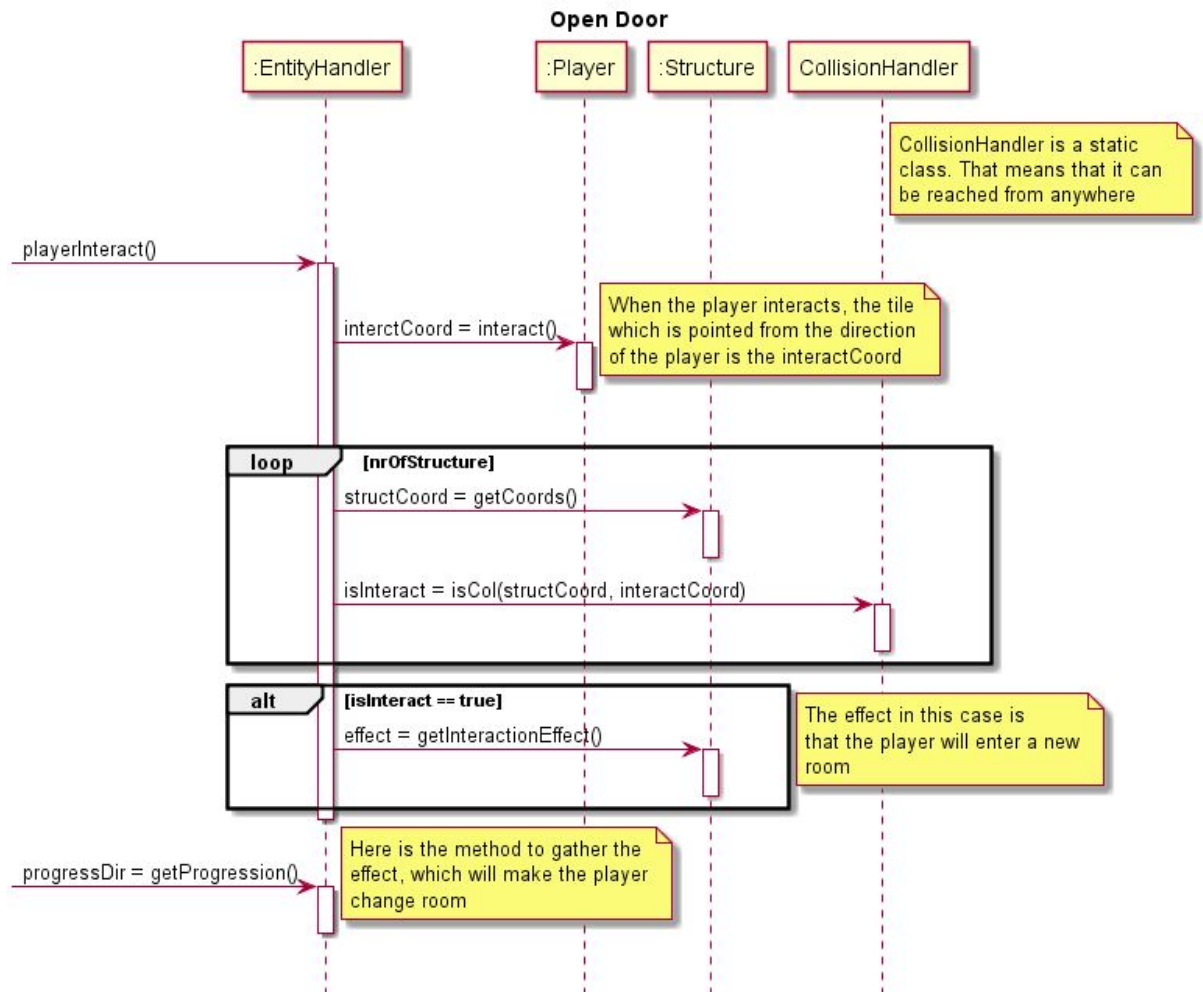 Open Door
:EntityHandler
:Player
:Structure
CollisionHandler
CollisionHandler is a static
class. That means that it can
be reached from anywhere
playerInteract()
interctCoord = interact()
When the player interacts, the tile
which is pointed from the direction
of the player is the interactCoord
loop
[nrOfStructure]
structCoord = getCoords()
isInteract = isCol(structCoord, interactCoord)
alt
[isInteract == true]
effect = getInteractionEffect()
The effect in this case is
that the player will enter a new
room
progressDir = getProgression()
Here is the method to gather the
effect, which will make the player
change room